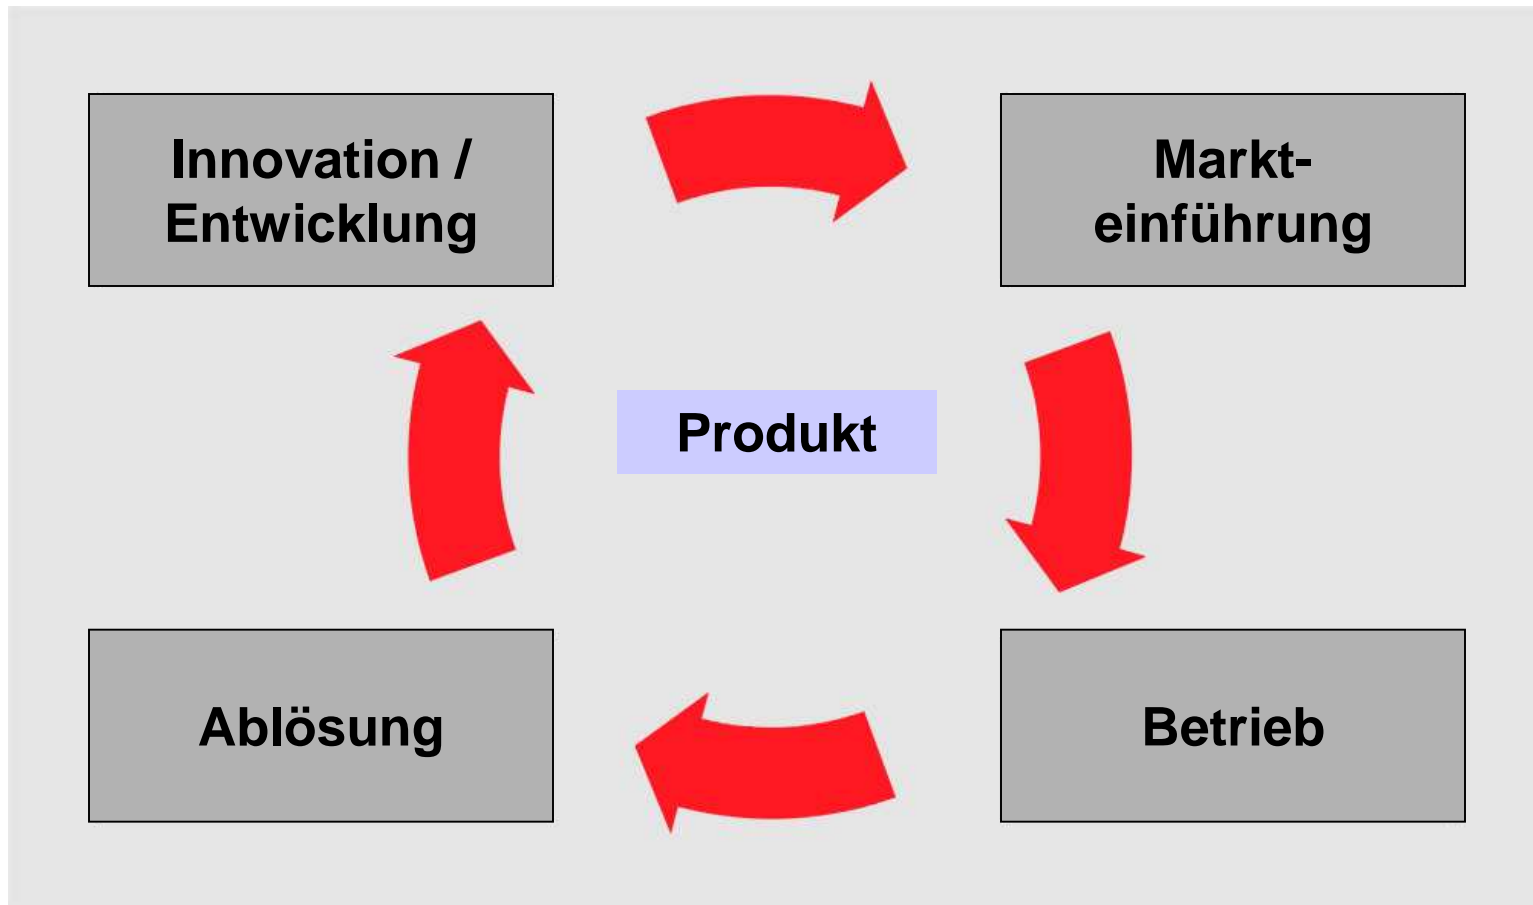 Innovation /
Entwicklung
Markt-
einführung
Produkt
Ablösung
Betrieb